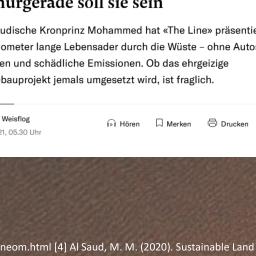 nurgerade soll sie sein
udische Kronprinz Mohammed hat «The Line» präsentie
ometer lange Lebensader durch die Wüste – ohne Auto
en und schädliche Emissionen. Ob das ehrgeizige
bauprojekt jemals umgesetzt wird, ist fraglich.
Weisflog
21, 05.30 Uhr
Hören
Merken
Drucken
neom.html [4] Al Saud, M. M. (2020). Sustainable Land